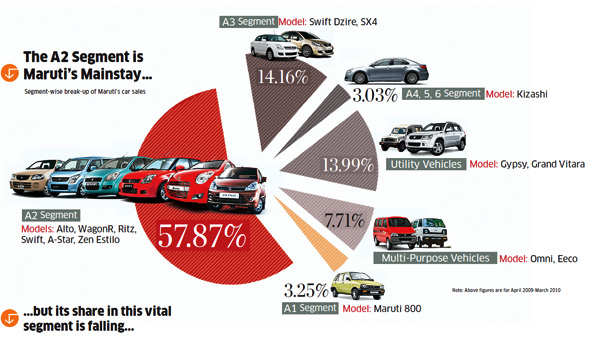 The A2 Segment is
Maruti's Mainstay...
Segment-wise break-up of Maruti's car sales
A3 Segment Model: Swift Dzire, SX4
14.16%
3.03%
A4, 5, 6 Segment Model: Kizashi
13.99%
Utility Vehicles Model: Gypsy, Grand Vitara
7.71%
Multi-Purpose Vehicles Model: Omni, Eeco
3.25%
A1 Segment Model: Maruti 800
A2 Segment
Models: Alto, WagonR, Ritz,
Swift, A-Star, Zen Estilo
57.87%
Note: Above figures are for April 2009-March 2010
...but its share in this vital
segment is falling...